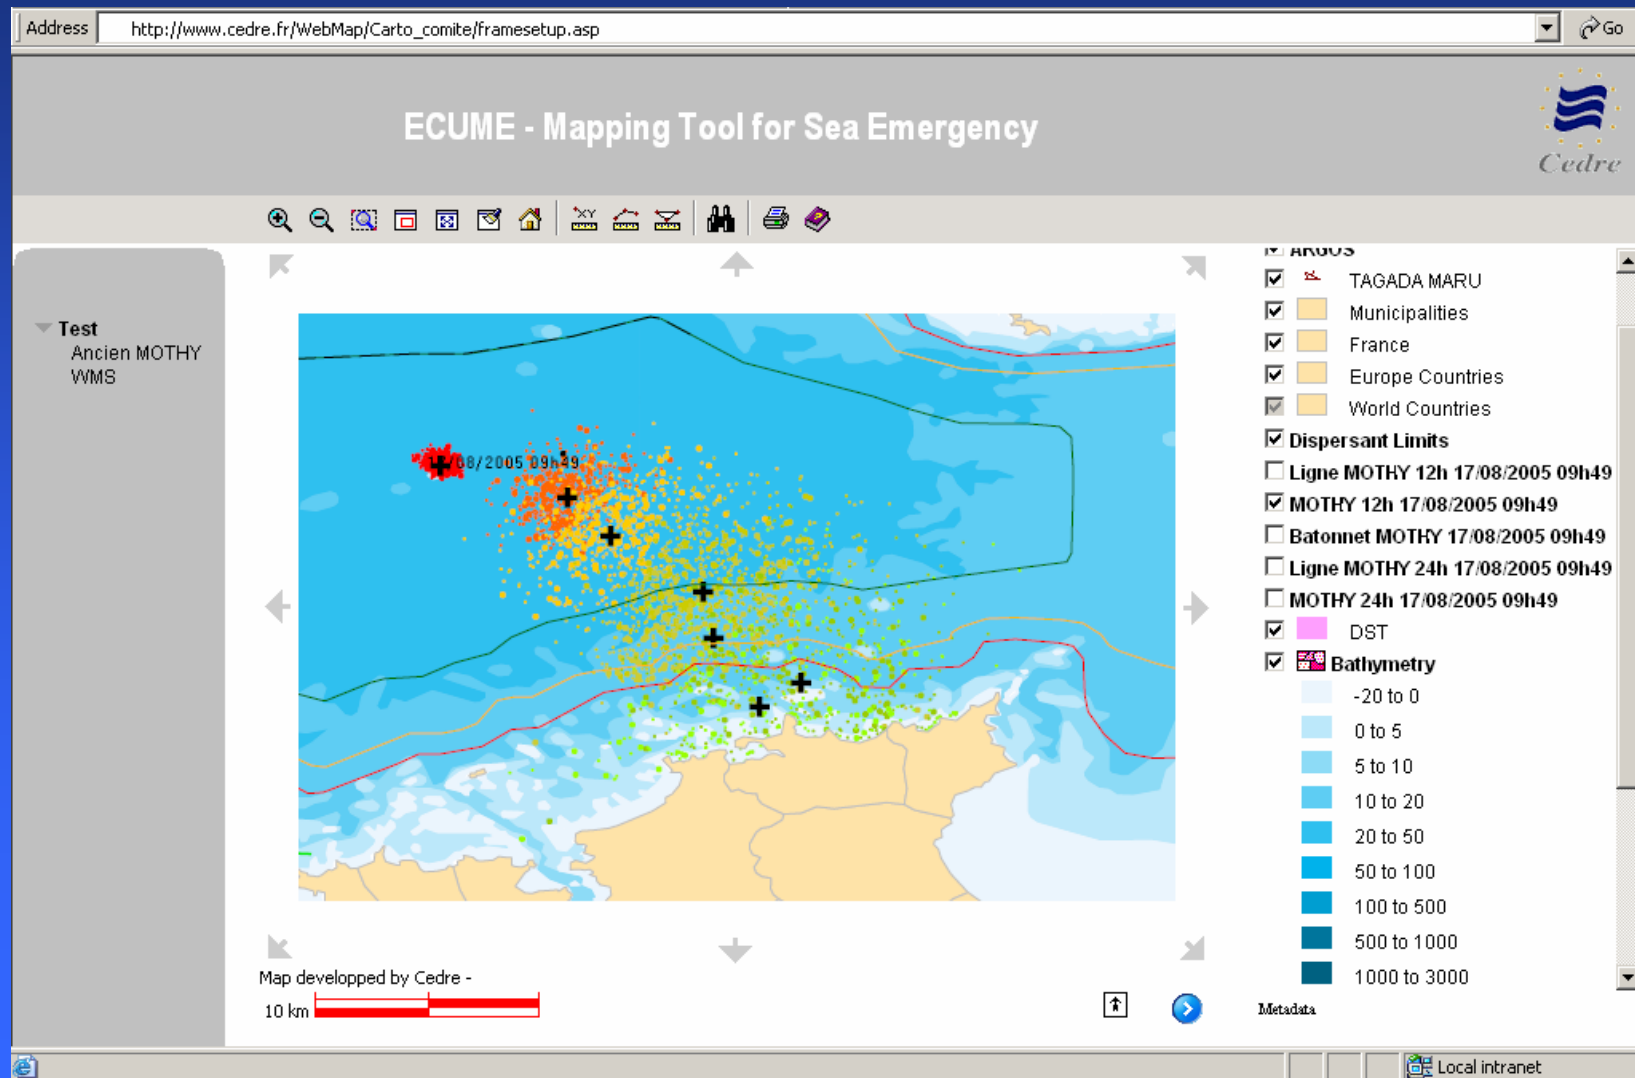 Address http://www.cedre.fr/WebMap/Carto_comite/framesetup.asp Go
ECUME - Mapping Tool for Sea Emergency
Cedre
Test
Ancien MOTHY
WMS
/08/2005 09h49
ARGOS
TAGADA MARU
Municipalities
France
Europe Countries
World Countries
Dispersant Limits
Ligne MOTHY 12h 17/08/2005 09h49
MOTHY 12h 17/08/2005 09h49
Batonnet MOTHY 17/08/2005 09h49
Ligne MOTHY 24h 17/08/2005 09h49
MOTHY 24h 17/08/2005 09h49
DST
Bathymetry
-20 to 0
0 to 5
5 to 10
10 to 20
20 to 50
50 to 100
100 to 500
500 to 1000
1000 to 3000
Map developped by Cedre -
10 km
Metadata
Local intranet